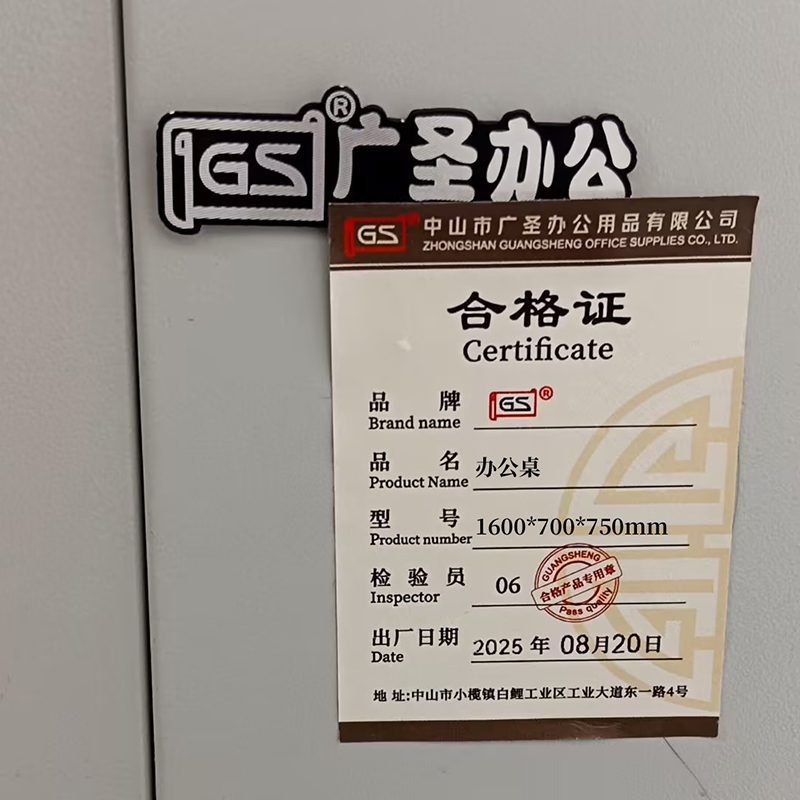 GS®广圣办公
GS 中山市广圣办公用品有限公司
ZHONGSHAN GUANGSHENG OFFICE SUPPLIES CO., LTD.
合格证
Certificate
品牌 GS®
Brand name
品名 办公桌
Product Name
型号 1600*700*750mm
Product number
检验员 06
Inspector
GUANGSHENG
合格产品专用章
Pass quality
出厂日期 2025年08月20日
Date
地址:中山市小榄镇白鲤工业区工业大道东一路4号